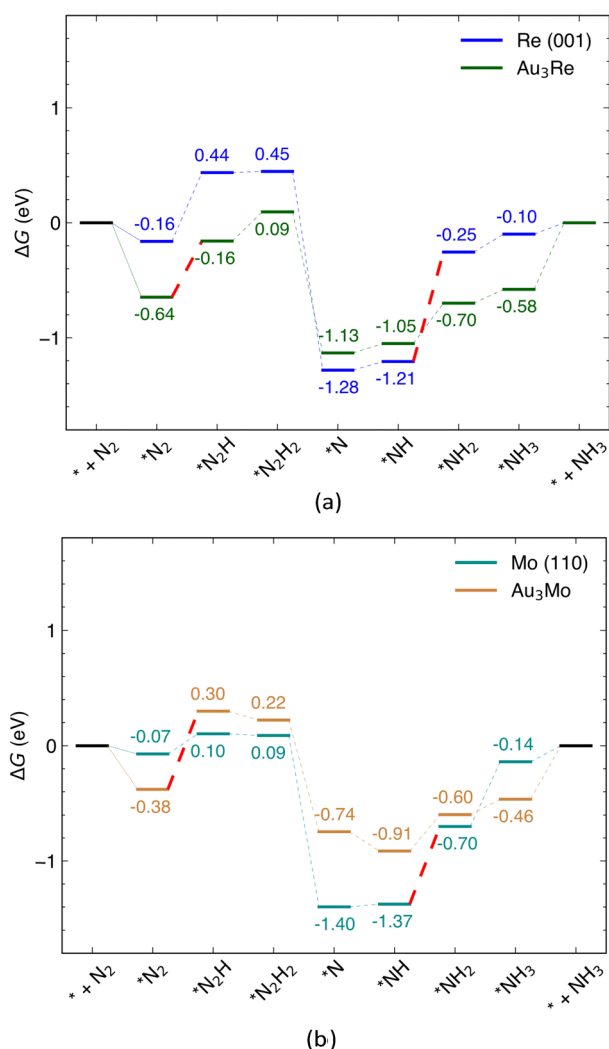 Re (001)
Au₃Re
1
0
−1
ΔG (eV)
-0.16
0.44
0.45
-0.64
-0.16
0.09
-1.13
-1.05
-1.28
-1.21
-0.25
-0.10
-0.70
-0.58
* + N₂
*N₂
*N₂H
*N₂H₂
*N
*NH
*NH₂
*NH₃
* + NH₃
(a)
Mo (110)
Au₃Mo
1
0
−1
ΔG (eV)
-0.07
0.30
0.22
-0.38
0.10
0.09
-0.74
-0.91
-1.40
-1.37
-0.60
-0.14
-0.70
-0.46
* + N₂
*N₂
*N₂H
*N₂H₂
*N
*NH
*NH₂
*NH₃
* + NH₃
(b)